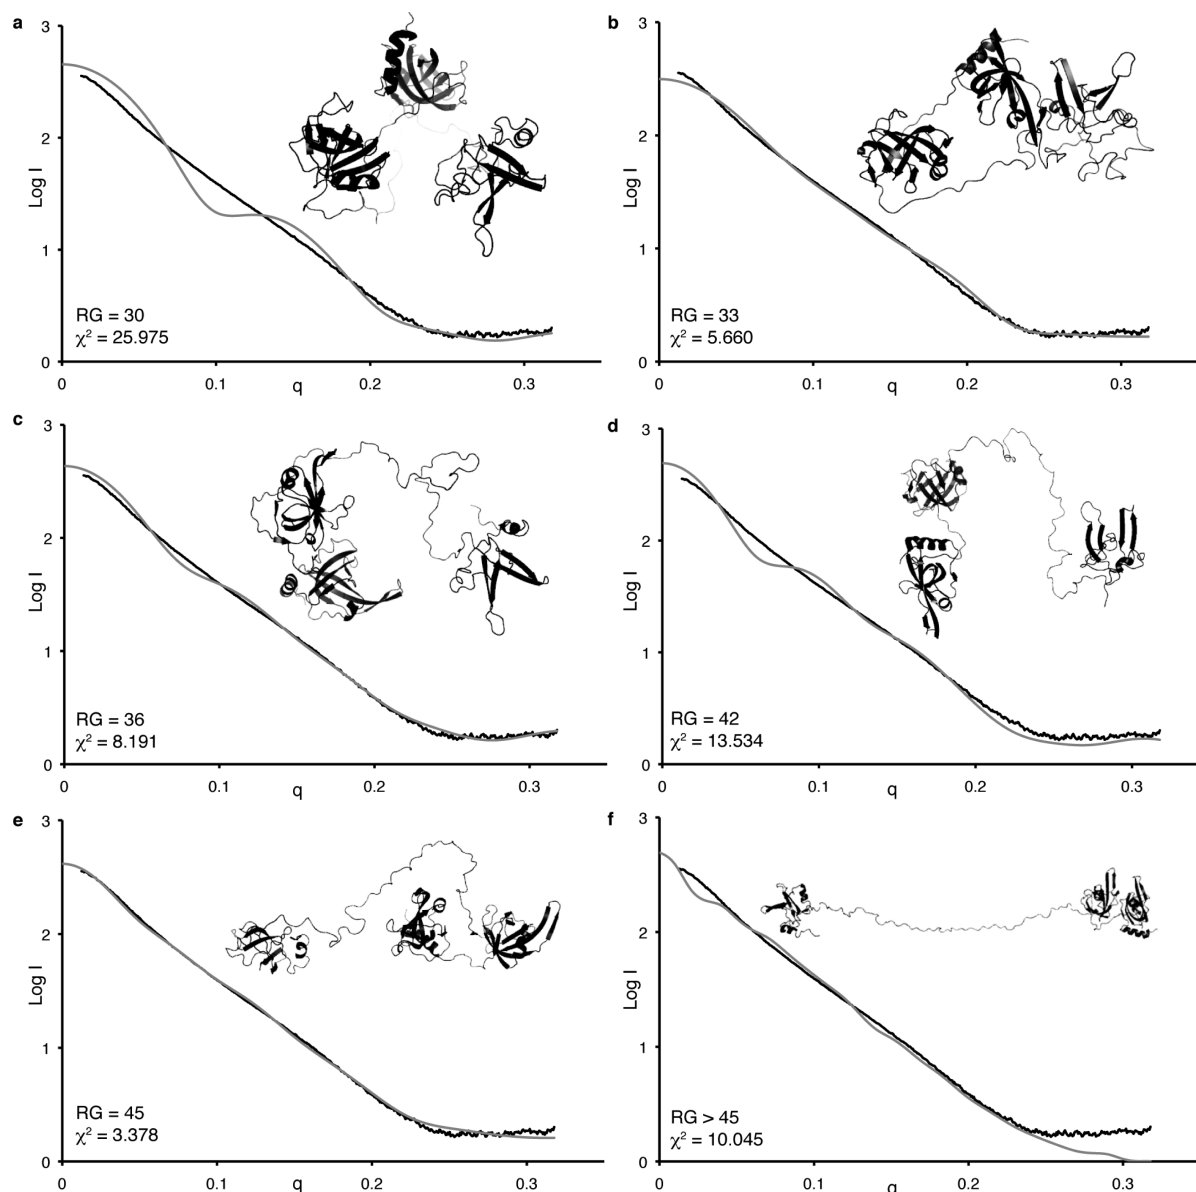 a
3
2
Log I
1
RG = 30
χ² = 25.975
0
0
0.1
q
0.2
0.3
b
3
2
Log I
1
RG = 33
χ² = 5.660
0
0
0.1
q
0.2
0.3
c
3
2
Log I
1
RG = 36
χ² = 8.191
0
0
0.1
q
0.2
0.3
d
3
2
Log I
1
RG = 42
χ² = 13.534
0
0
0.1
q
0.2
0.3
e
3
2
Log I
1
RG = 45
χ² = 3.378
0
0
0.1
q
0.2
0.3
f
3
2
Log I
1
RG > 45
χ² = 10.045
0
0
0.1
q
0.2
0.3